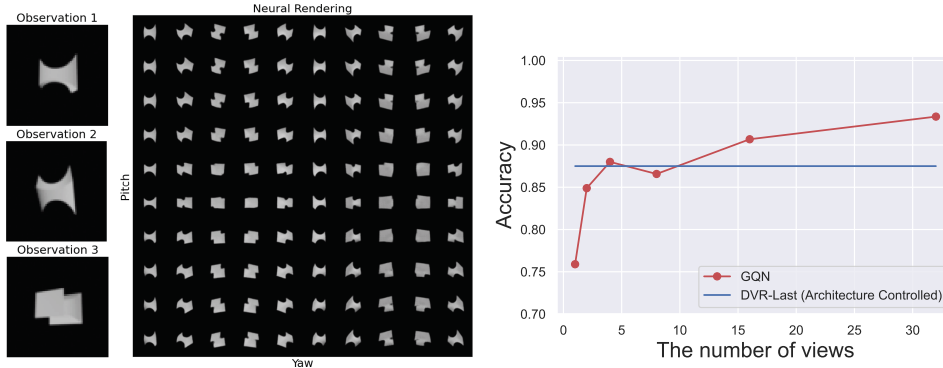 Observation 1
Observation 2
Observation 3
Neural Rendering
Pitch
Yaw
Accuracy
1.00
0.95
0.90
0.85
0.80
0.75
0.70
GQN
DVR-Last (Architecture Controlled)
0 5 10 15 20 25 30
The number of views